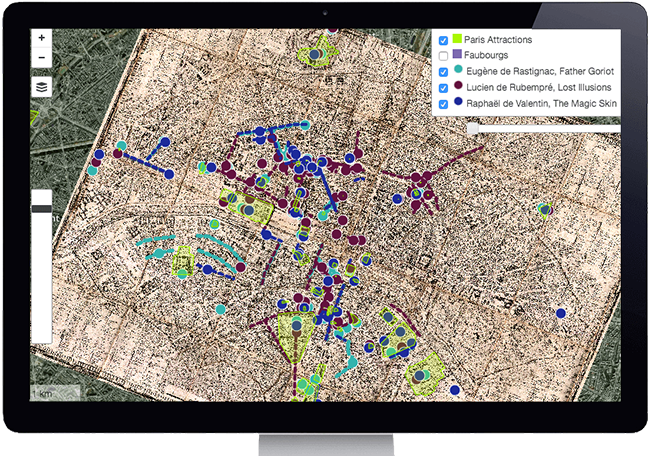 +
−
Paris Attractions
Faubourgs
Eugène de Rastignac, Father Goriot
Lucien de Rubempré, Lost Illusions
Raphaël de Valentin, The Magic Skin
1 km